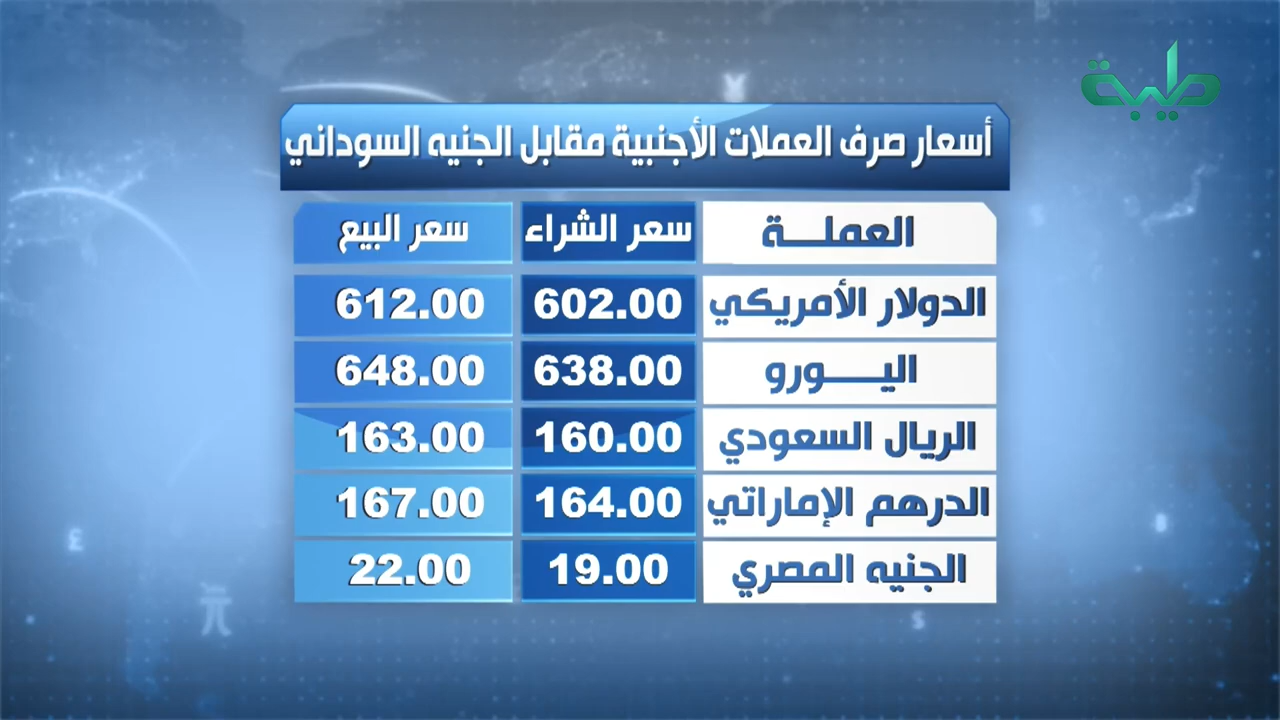 طيبة
أسعار صرف العملات الأجنبية مقابل الجنيه السوداني
العملـــة سعر الشراء سعر البيع
الدولار الأمريكي 602.00 612.00
اليـــــورو 638.00 648.00
الريال السعودي 160.00 163.00
الدرهم الإماراتي 164.00 167.00
الجنيه المصري 19.00 22.00